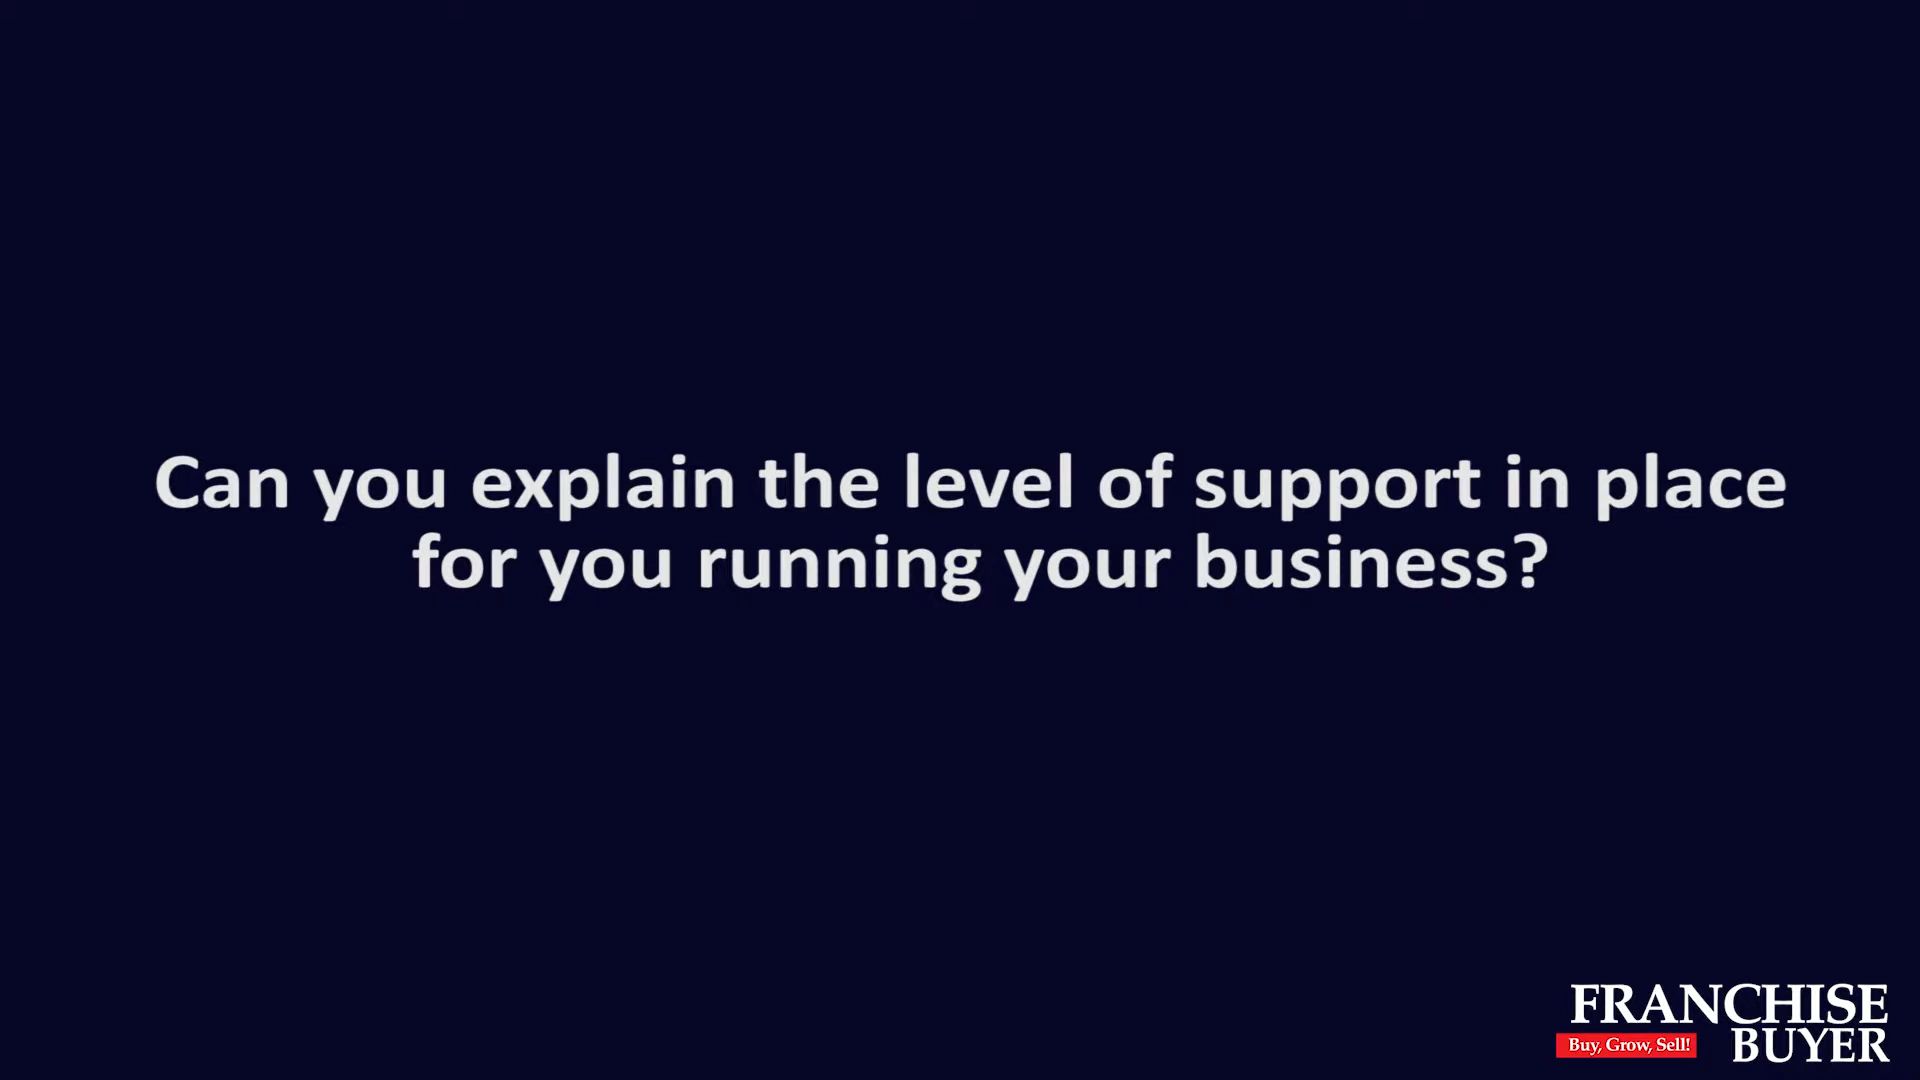 Can you explain the level of support in place
for you running your business?
FRANCHISE
Buy, Grow, Sell! BUYER